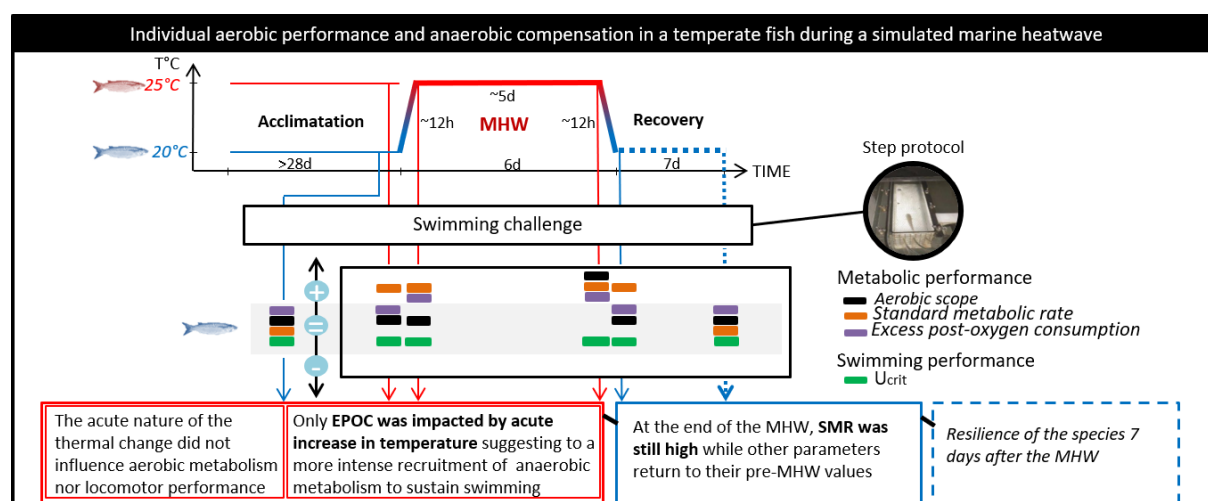 Individual aerobic performance and anaerobic compensation in a temperate fish during a simulated marine heatwave
T°C
25°C
~5d
Acclimatation
~12h
MHW
~12h
Recovery
20°C
>28d
6d
7d
TIME
Step protocol
Swimming challenge
+
=
-
Metabolic performance
Aerobic scope
Standard metabolic rate
Excess post-oxygen consumption
Swimming performance
Ucrit
The acute nature of the
thermal change did not
influence aerobic metabolism
nor locomotor performance
Only EPOC was impacted by acute
increase in temperature suggesting to a
more intense recruitment of anaerobic
metabolism to sustain swimming
At the end of the MHW, SMR was
still high while other parameters
return to their pre-MHW values
Resilience of the species 7
days after the MHW